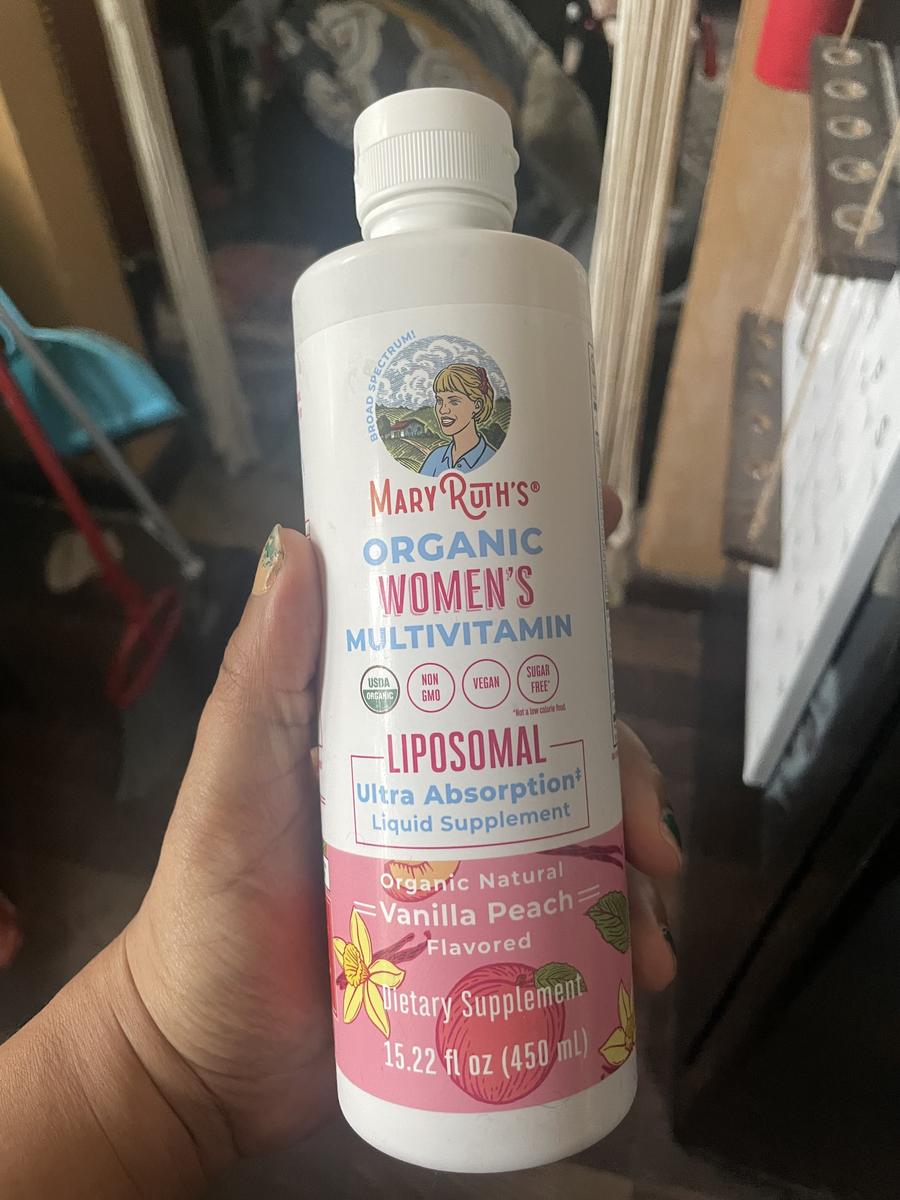 BROAD SPECTRUM!
MARY RUTH'S®
ORGANIC
WOMEN'S
MULTIVITAMIN
USDA
ORGANIC
NON
GMO
VEGAN
SUGAR
FREE*
*Not a low calorie food.
LIPOSOMAL
Ultra Absorption‡
Liquid Supplement
Organic Natural
Vanilla Peach
Flavored
Dietary Supplement
15.22 fl oz (450 mL)